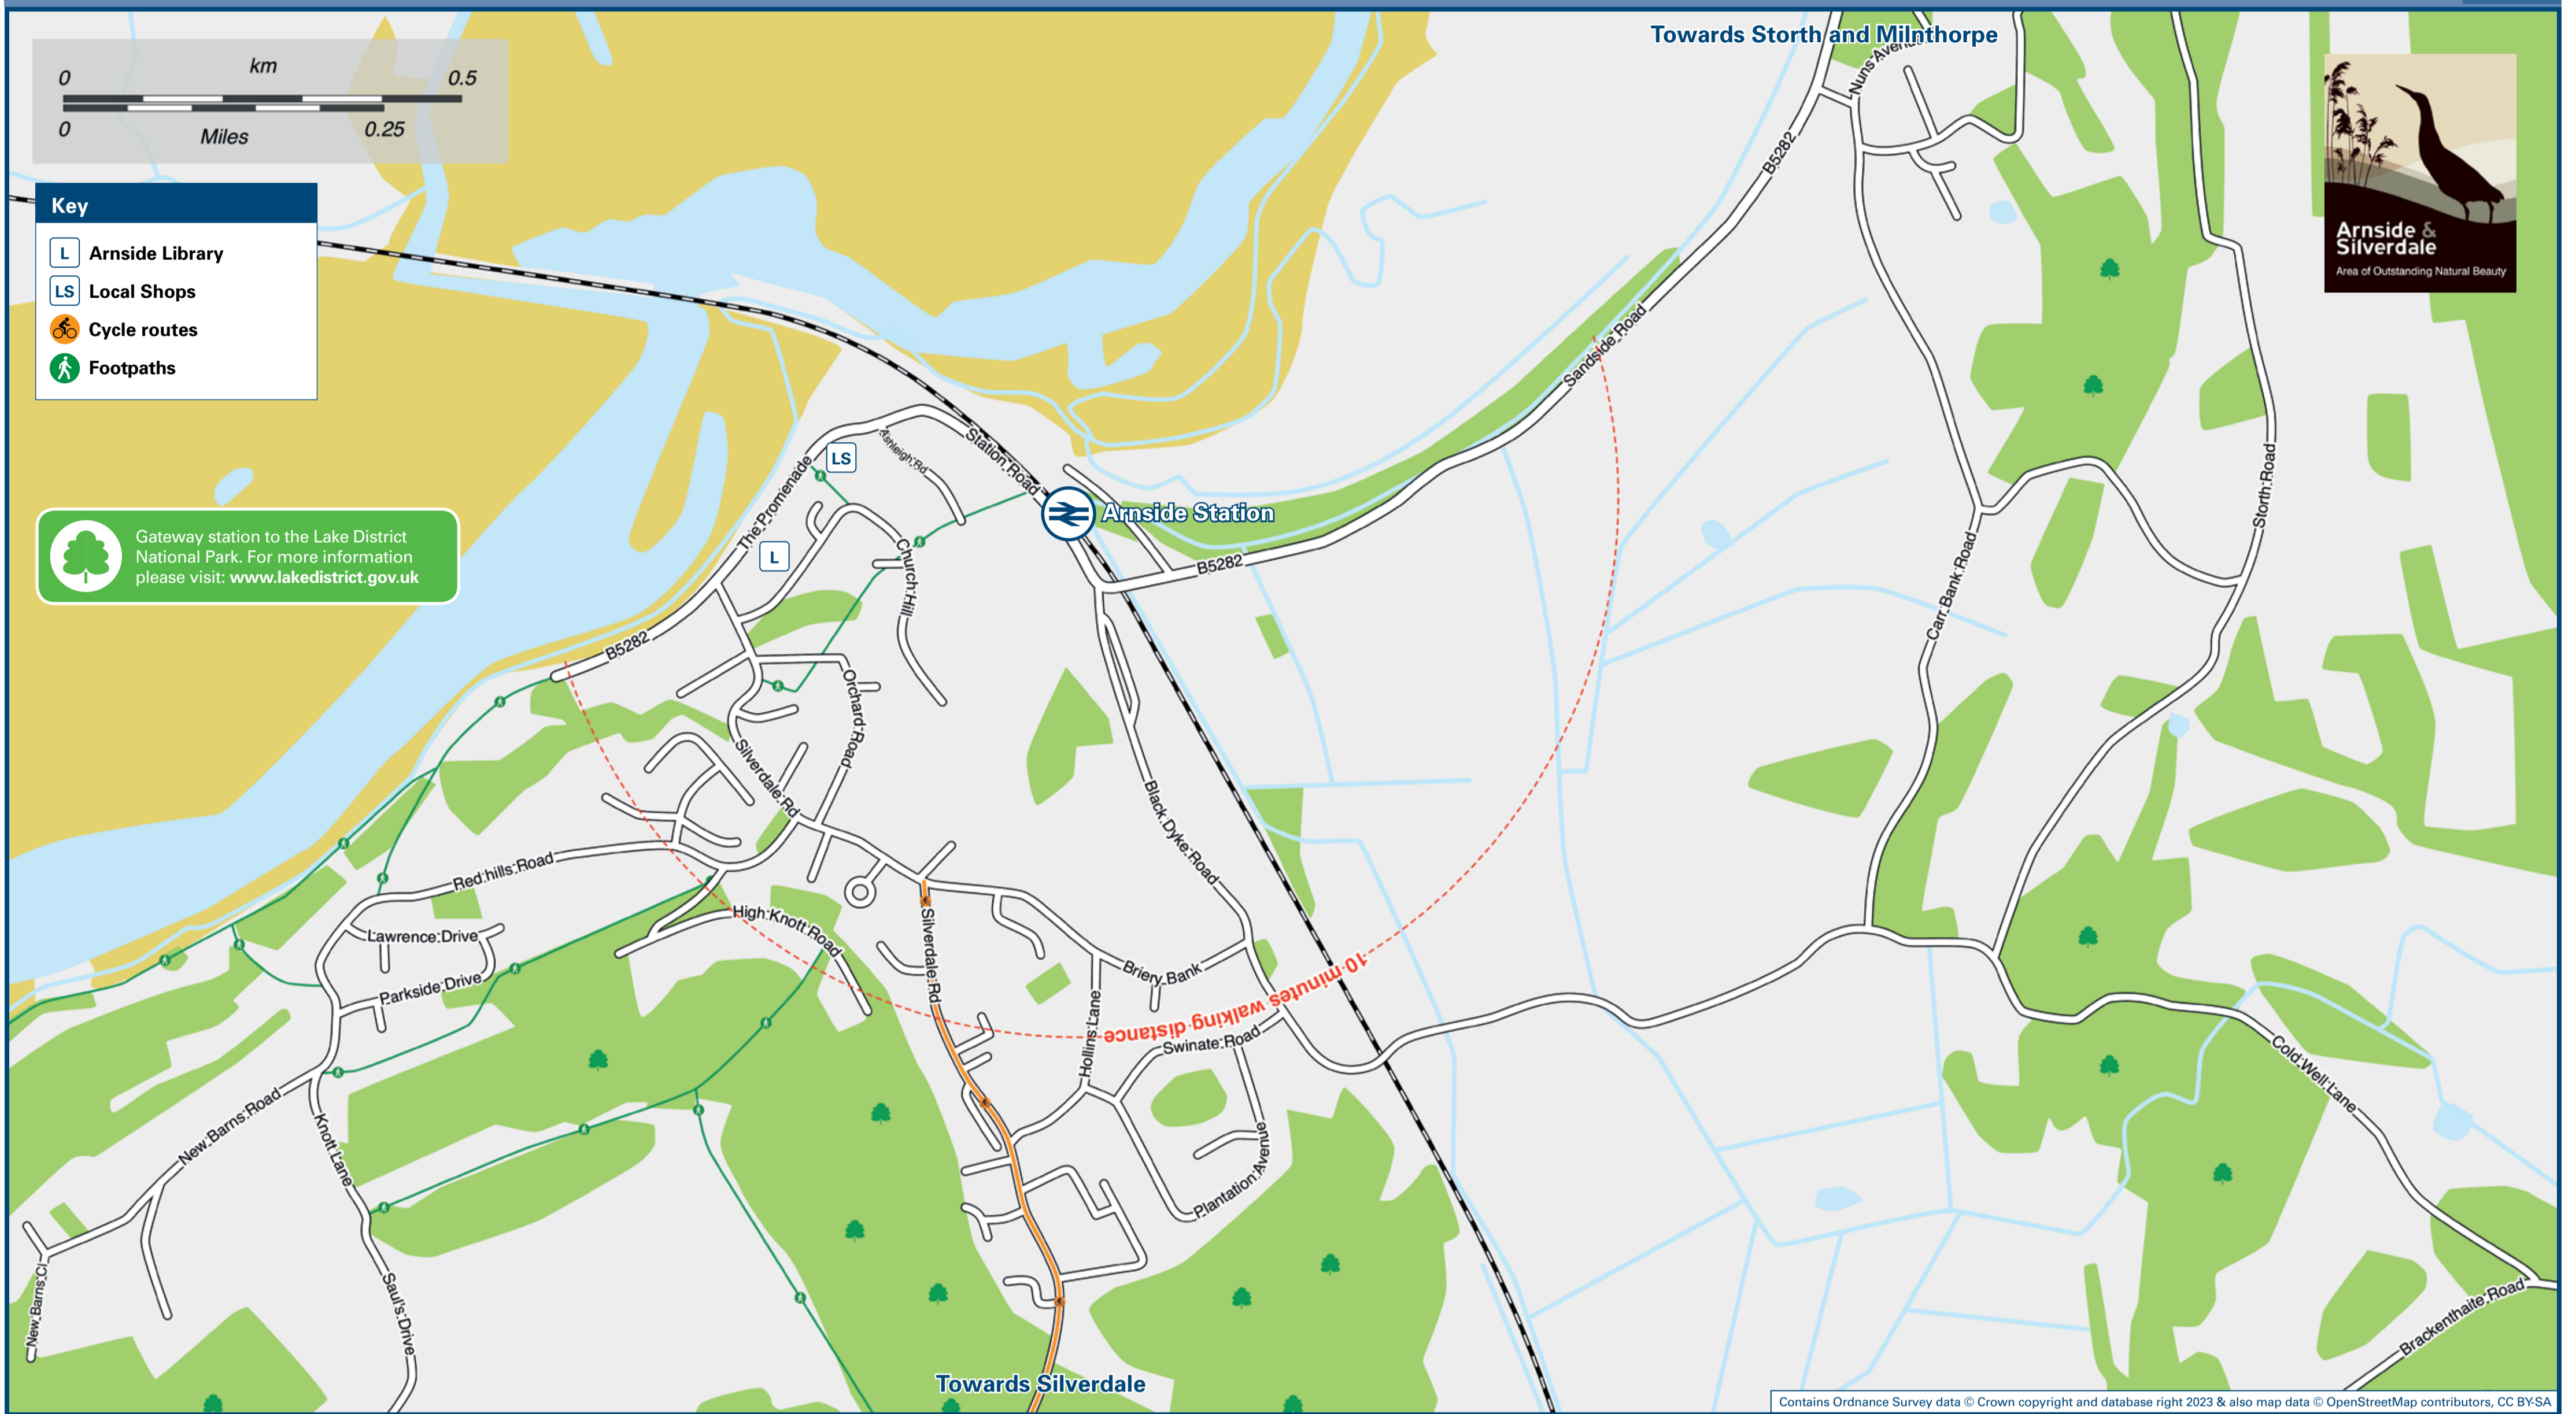 Towards Storth and Milnthorpe
km
0
0.5
0
Miles
0.25
Key
L
Arnside Library
LS
Local Shops
Cycle routes
Footpaths
Gateway station to the Lake District
National Park. For more information
please visit: www.lakedistrict.gov.uk
Arnside &
Silverdale
Area of Outstanding Natural Beauty
Nuns Avenue
B5282
Sandside Road
Station Road
Ashleigh Rd
LS
The Promenade
L
Arnside Station
B5282
Church Hill
B5282
Orchard Road
Silverdale Rd
Storth Road
Carr Bank Road
Black Dyke Road
Red hills Road
High Knott Road
Lawrence Drive
Parkside Drive
Silverdale Rd
Briery Bank
10 minutes walking distance
Hollins Lane
Swinate Road
Plantation Avenue
New Barns Road
Knott Lane
Saul's Drive
New Barns Cl
Cold Well Lane
Brackenthaite Road
Towards Silverdale
Contains Ordnance Survey data © Crown copyright and database right 2023 & also map data © OpenStreetMap contributors, CC BY-SA